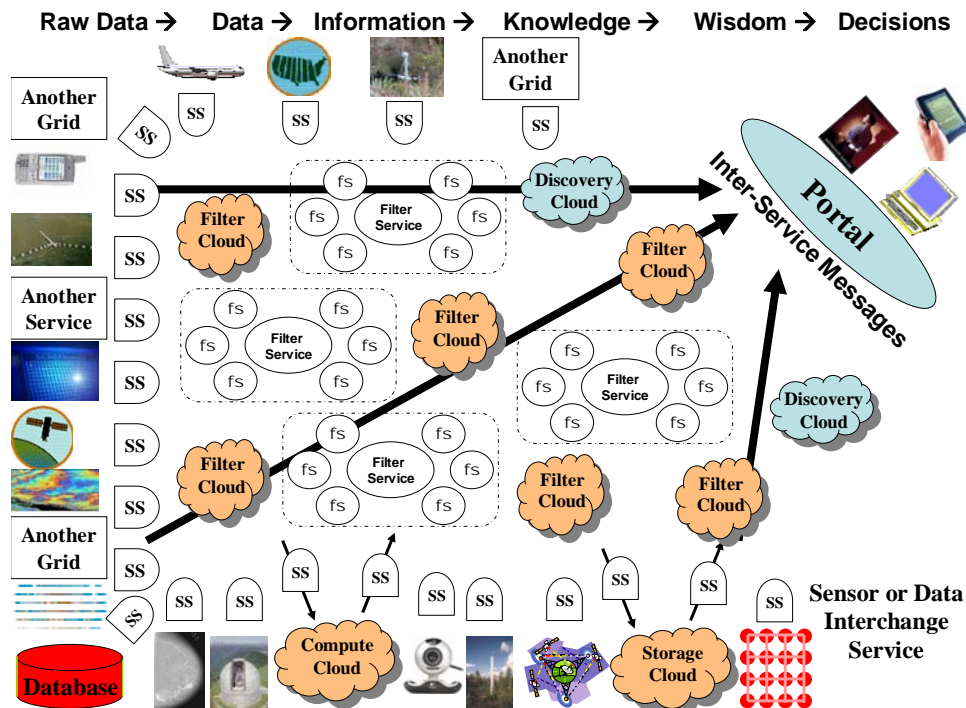 Raw Data → Data → Information → Knowledge → Wisdom → Decisions
Another
Grid
SS
SS
SS
SS
Another
Grid
SS
SS
fs
fs
fs
fs
fs
fs
Filter
Service
Discovery
Cloud
Filter
Cloud
Portal
Inter-Service Messages
SS
Filter
Cloud
Another
Service
SS
fs
fs
fs
fs
fs
fs
Filter
Service
Filter
Cloud
SS
fs
fs
fs
fs
fs
fs
Filter
Service
Discovery
Cloud
SS
Filter
Cloud
fs
fs
fs
fs
fs
fs
Filter
Service
Filter
Cloud
Filter
Cloud
SS
Another
Grid
SS
SS
SS
SS
SS
SS
SS
SS
SS
SS
SS
SS
Sensor or Data
Interchange
Service
Database
Compute
Cloud
Storage
Cloud